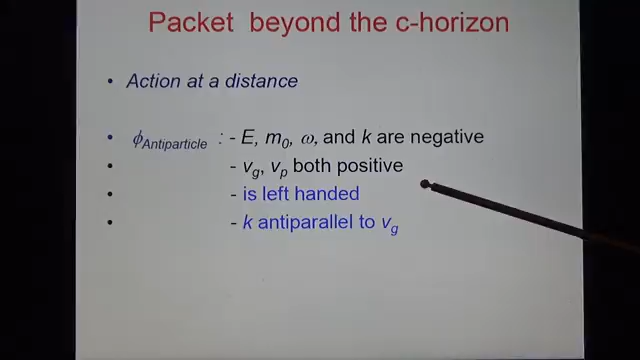 Packet beyond the c-horizon
• Action at a distance
• ϕAntiparticle : - E, m0, ω, and k are negative
• - vg, vp both positive
• - is left handed
• - k antiparallel to vg